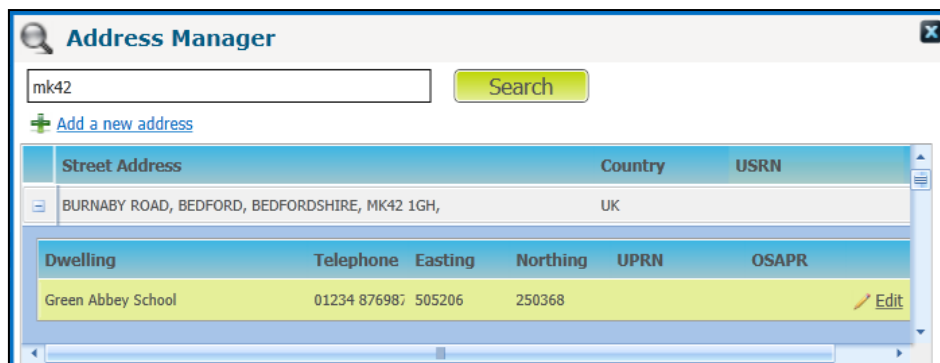 Address Manager
mk42 Search
Add a new address
Street Address Country USRN
BURNABY ROAD, BEDFORD, BEDFORDSHIRE, MK42 1GH, UK
Dwelling Telephone Easting Northing UPRN OSAPR
Green Abbey School 01234 87698 505206 250368 Edit